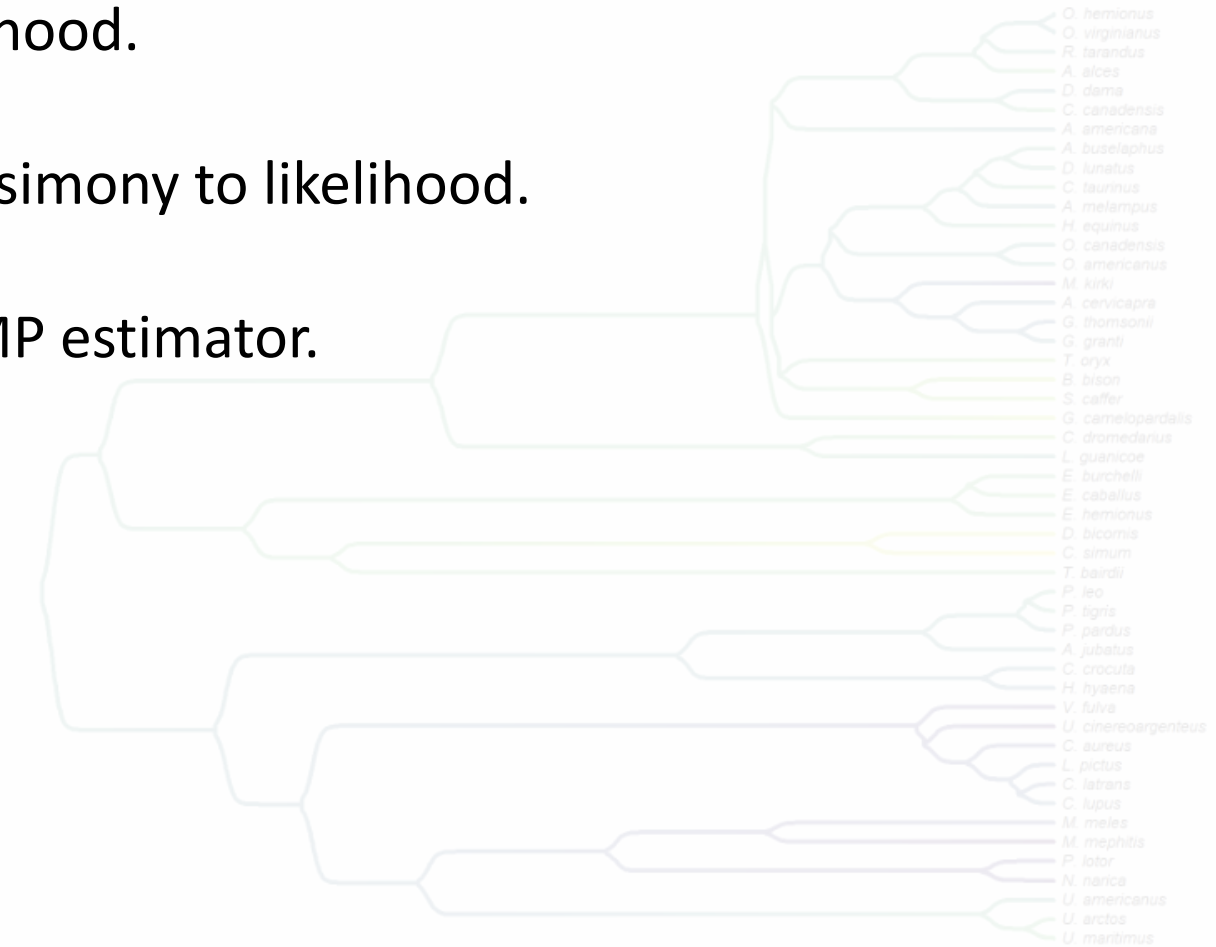 hood.
simony to likelihood.
MP estimator.
O. hemionus
O. virginianus
R. tarandus
A. alces
D. dama
C. canadensis
A. americana
A. buselaphus
D. lunatus
C. taurinus
A. melampus
H. equinus
O. canadensis
O. americanus
M. kirki
A. cervicapra
G. thomsonii
G. granti
T. oryx
B. bison
S. caffer
G. camelopardalis
C. dromedarius
L. guanicoe
E. burchelli
E. caballus
E. hemionus
D. bicornis
C. simum
T. bairdii
P. leo
P. tigris
P. pardus
A. jubatus
C. crocuta
H. hyaena
V. fulva
U. cinereoargenteus
C. aureus
L. pictus
C. latrans
C. lupus
M. meles
M. mephitis
P. lotor
N. narica
U. americanus
U. arctos
U. maritimus